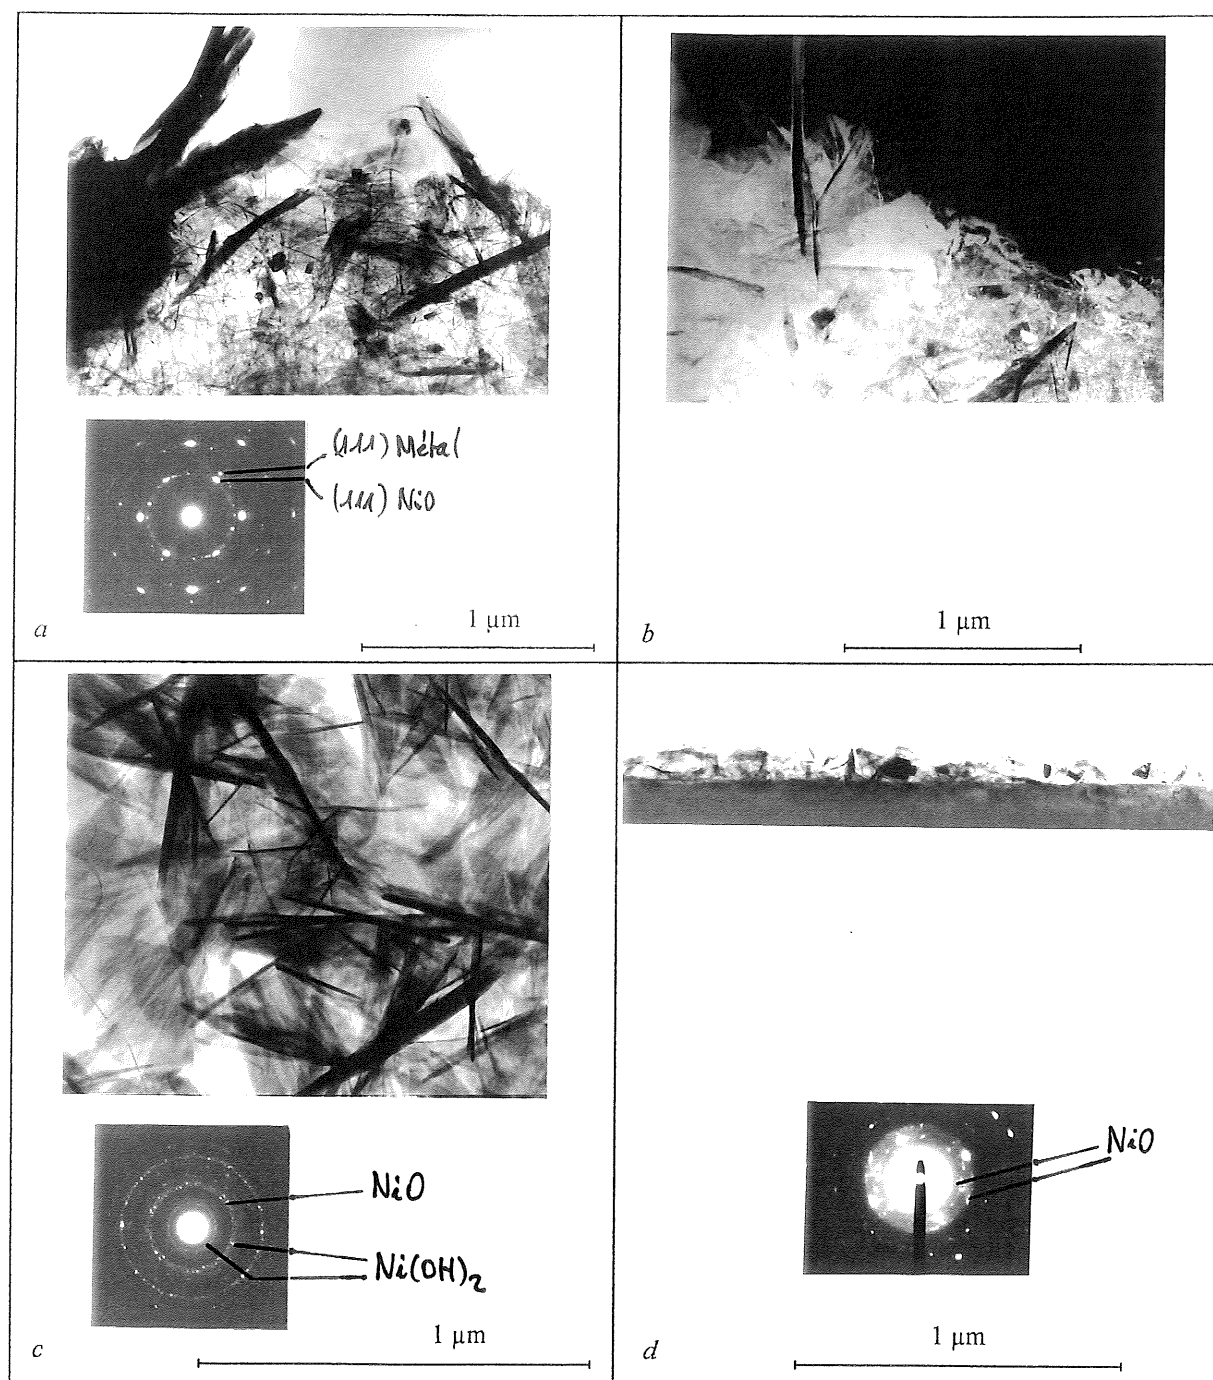 (111) Métal
(111) NiO
1 µm
a
1 µm
b
NiO
Ni(OH)2
1 µm
c
NiO
1 µm
d